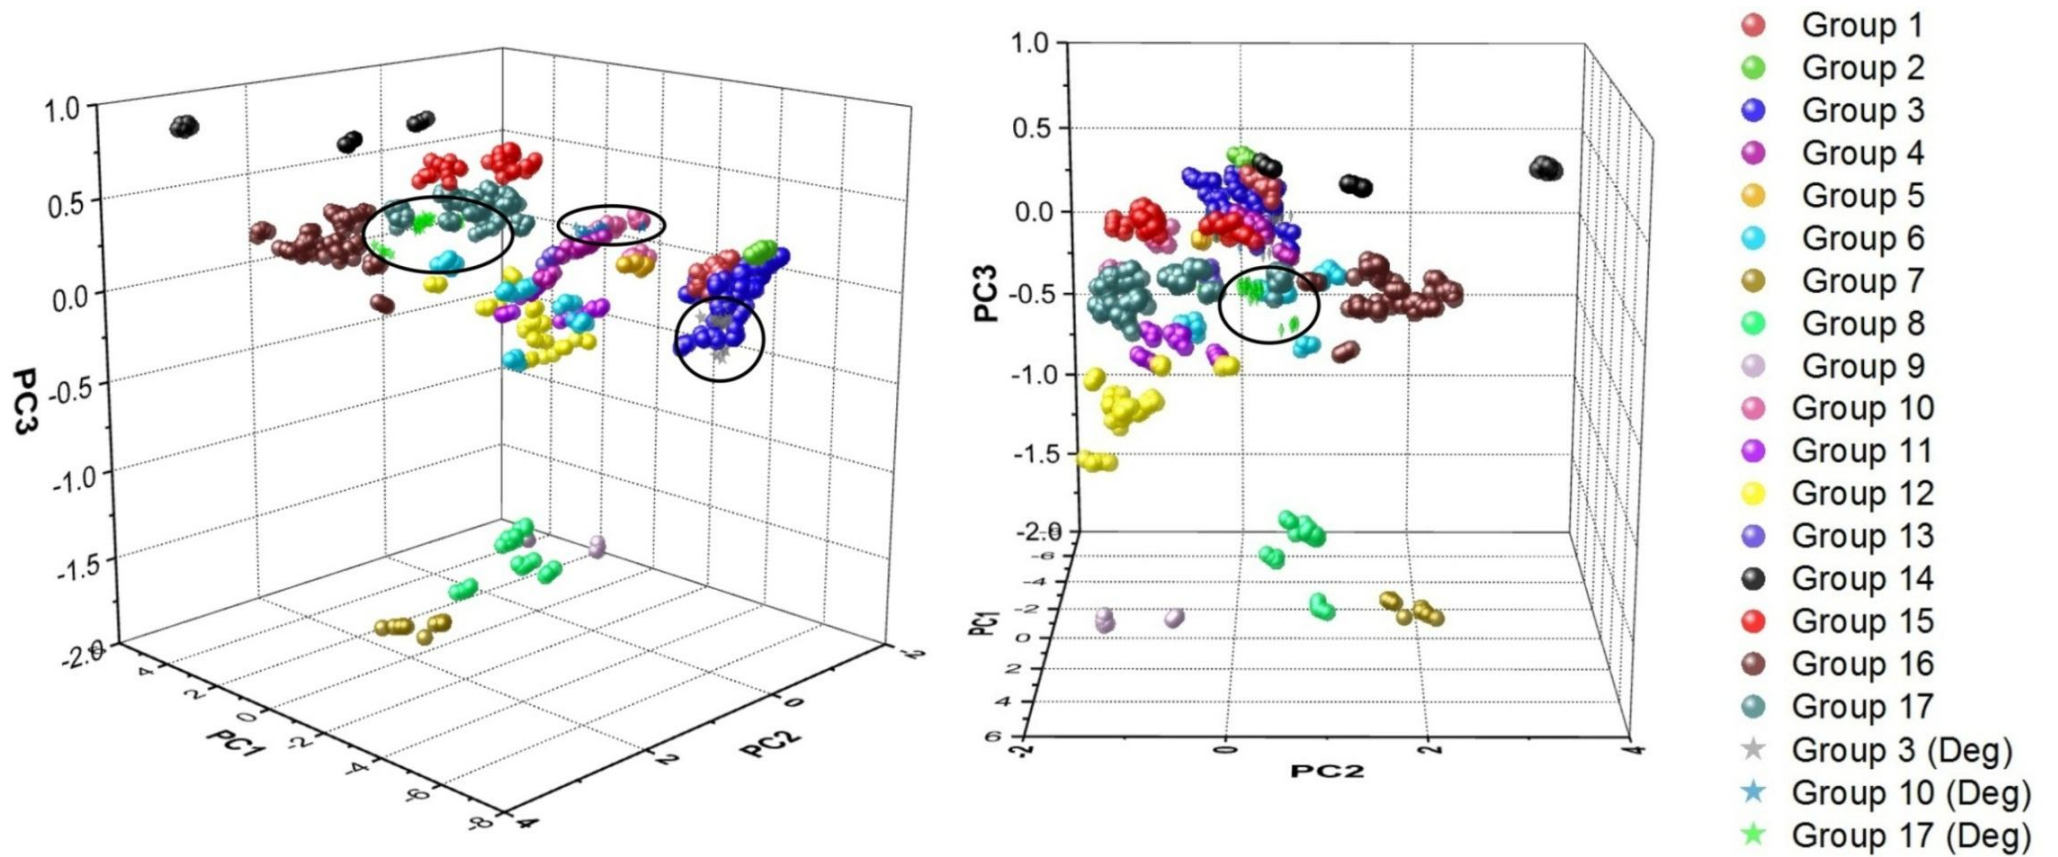 1.0
0.5
0.0
-0.5
-1.0
-1.5
-2.0
PC3
4
2
0
-2
-4
-6
-8
PC1
4
2
0
-2
PC2
1.0
0.5
0.0
-0.5
-1.0
-1.5
-2.0
PC3
-6
-4
-2
0
2
4
6
PC1
-2
0
2
4
PC2
Group 1
Group 2
Group 3
Group 4
Group 5
Group 6
Group 7
Group 8
Group 9
Group 10
Group 11
Group 12
Group 13
Group 14
Group 15
Group 16
Group 17
Group 3 (Deg)
Group 10 (Deg)
Group 17 (Deg)